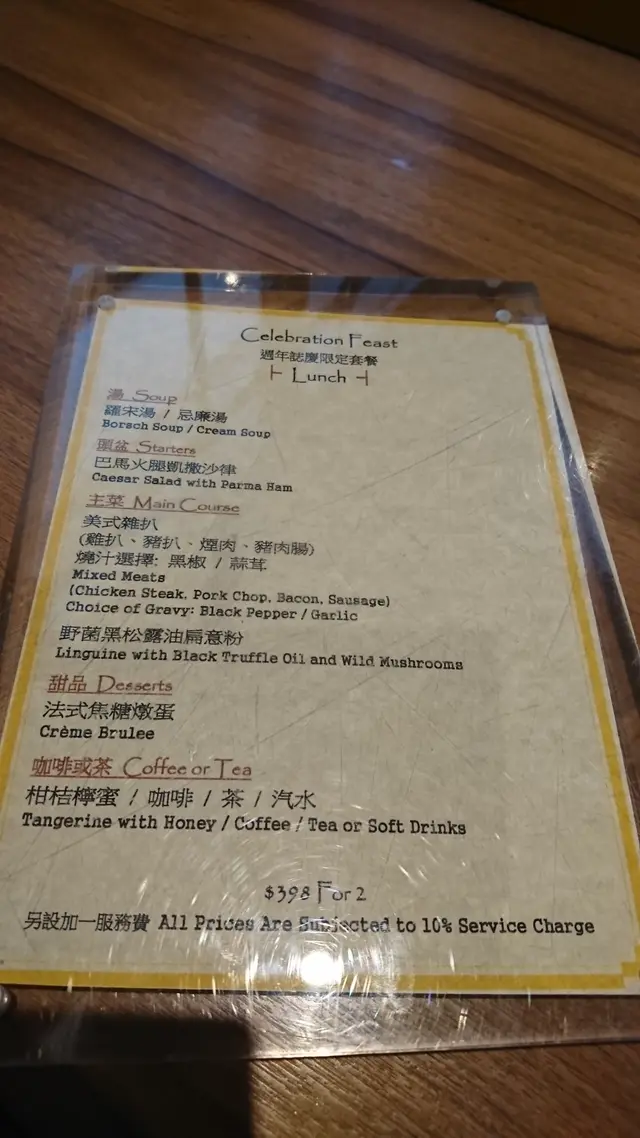 Celebration Feast
週年誌慶限定套餐
Lunch
湯 Soup
羅宋湯 / 忌廉湯
Borsch Soup / Cream Soup
頭盆 Starters
巴馬火腿凱撒沙律
Caesar Salad with Parma Ham
主菜 Main Course
美式雜扒
(雞扒、豬扒、煙肉、豬肉腸)
燒汁選擇: 黑椒 / 蒜茸
Mixed Meats
(Chicken Steak, Pork Chop, Bacon, Sausage)
Choice of Gravy: Black Pepper / Garlic
野菌黑松露油扁意粉
Linguine with Black Truffle Oil and Wild Mushrooms
甜品 Desserts
法式焦糖燉蛋
Crème Brulee
咖啡或茶 Coffee or Tea
柑桔檸蜜 / 咖啡 / 茶 / 汽水
Tangerine with Honey / Coffee / Tea or Soft Drinks
$398 For 2
另設加一服務費 All Prices Are Subjected to 10% Service Charge